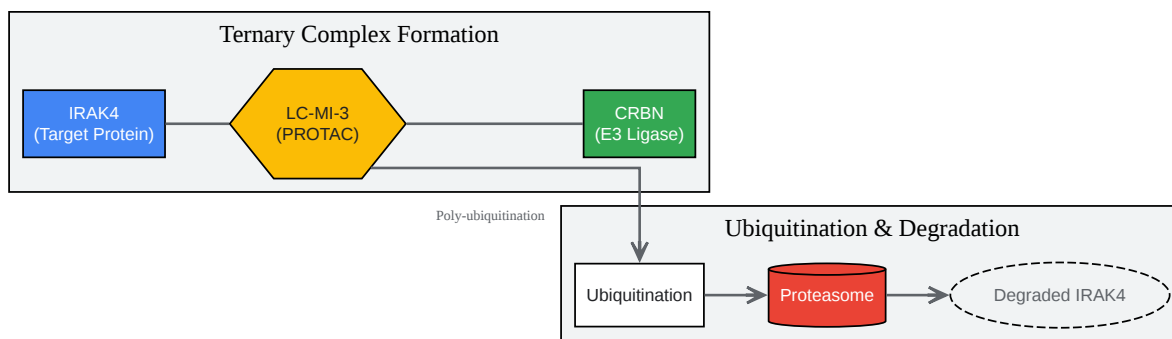 Ternary Complex Formation
IRAK4
(Target Protein)
LC-MI-3
(PROTAC)
CRBN
(E3 Ligase)
Poly-ubiquitination
Ubiquitination & Degradation
Ubiquitination
Proteasome
Degraded IRAK4